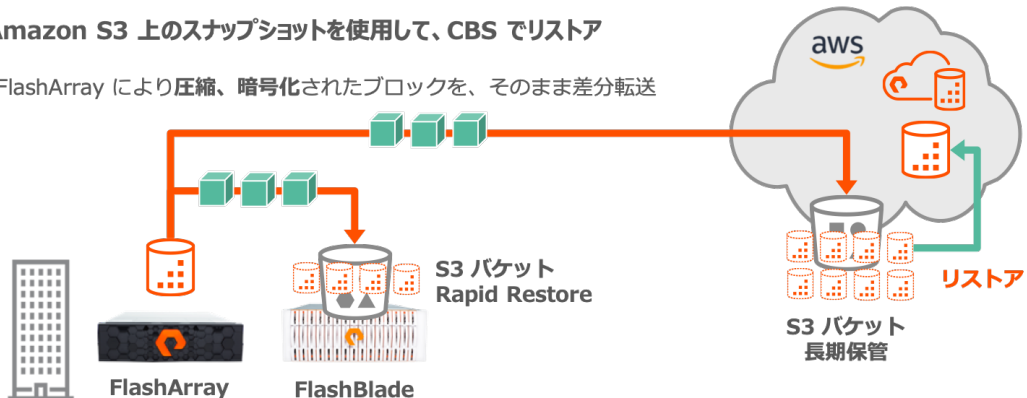 Amazon S3 上のスナップショットを使用して、CBS でリストア
FlashArray により圧縮、暗号化されたブロックを、そのまま差分転送
aws
S3 バケット
Rapid Restore
リストア
S3 バケット
長期保管
FlashArray
FlashBlade